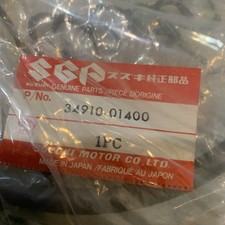 SGP スズキ純正部品
SUZUKI GENUINE PARTS / PIECE D'ORIGINE
P/No.
34910-01400
1PC
MOTOR CO., LTD.
MADE IN JAPAN / FABRIQUÉ AU JAPON